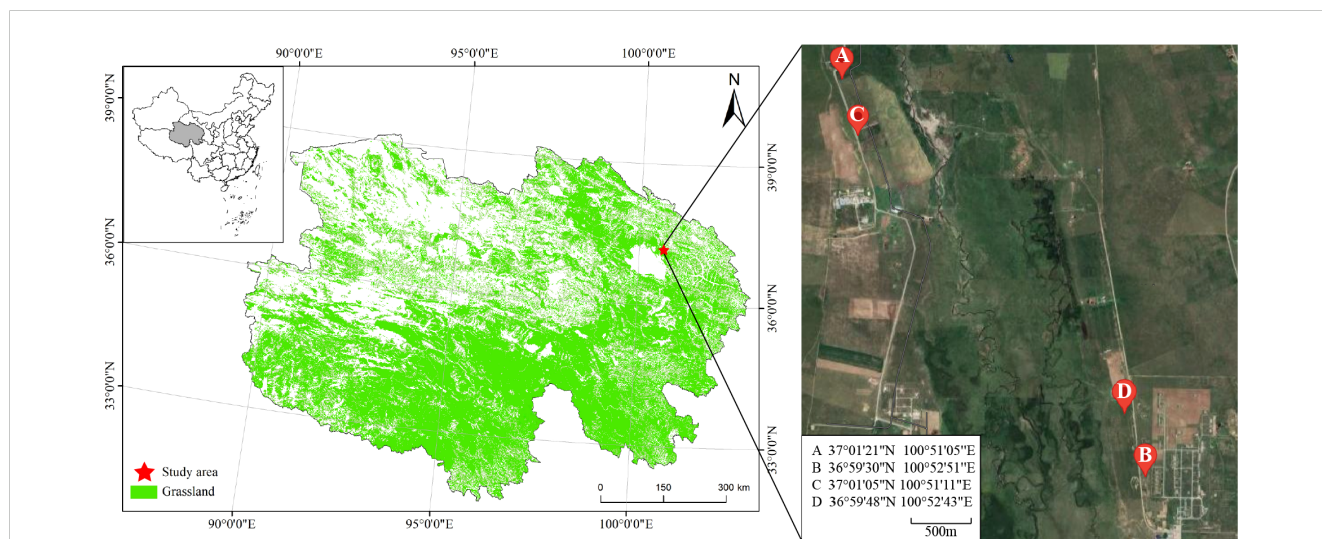 90°0'0"E 95°0'0"E 100°0'0"E
39°0'0"N
36°0'0"N
33°0'0"N
N
39°0'0"N
36°0'0"N
33°0'0"N
Study area
Grassland
0 150 300 km
90°0'0"E 95°0'0"E 100°0'0"E
A
C
D
B
A 37°01'21"N 100°51'05"E
B 36°59'30"N 100°52'51"E
C 37°01'05"N 100°51'11"E
D 36°59'48"N 100°52'43"E
500m